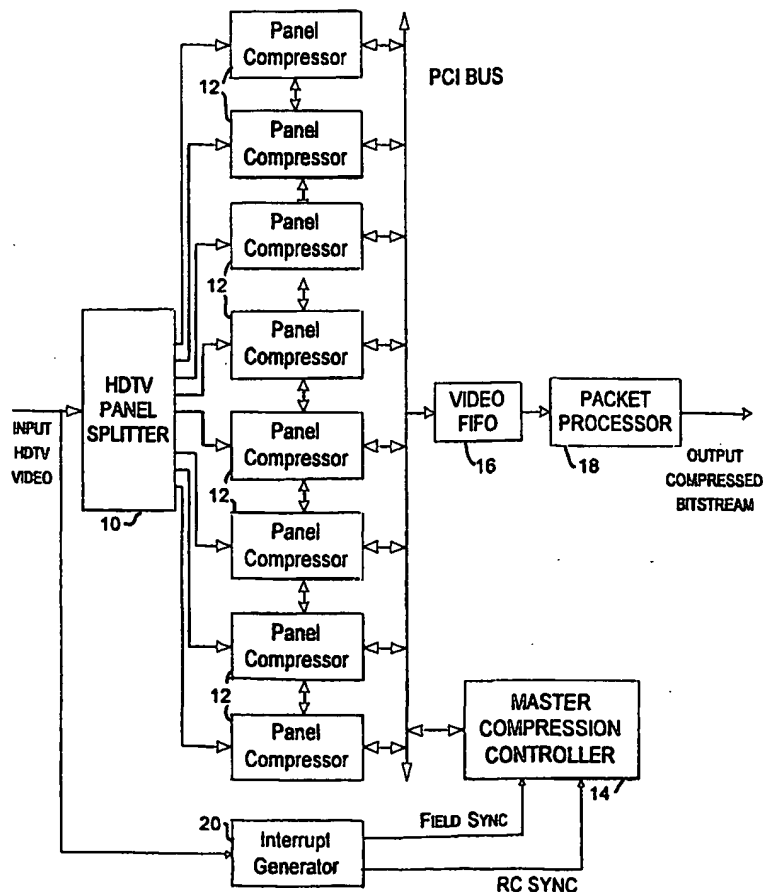 Panel
Compressor
12
PCI BUS
Panel
Compressor
Panel
Compressor
12
Panel
Compressor
HDTV
PANEL
SPLITTER
10
INPUT
HDTV
VIDEO
VIDEO
FIFO
16
PACKET
PROCESSOR
18
OUTPUT
COMPRESSED
BITSTREAM
Panel
Compressor
12
12
Panel
Compressor
Panel
Compressor
12
Panel
Compressor
MASTER
COMPRESSION
CONTROLLER
14
20
Interrupt
Generator
FIELD SYNC
RC SYNC